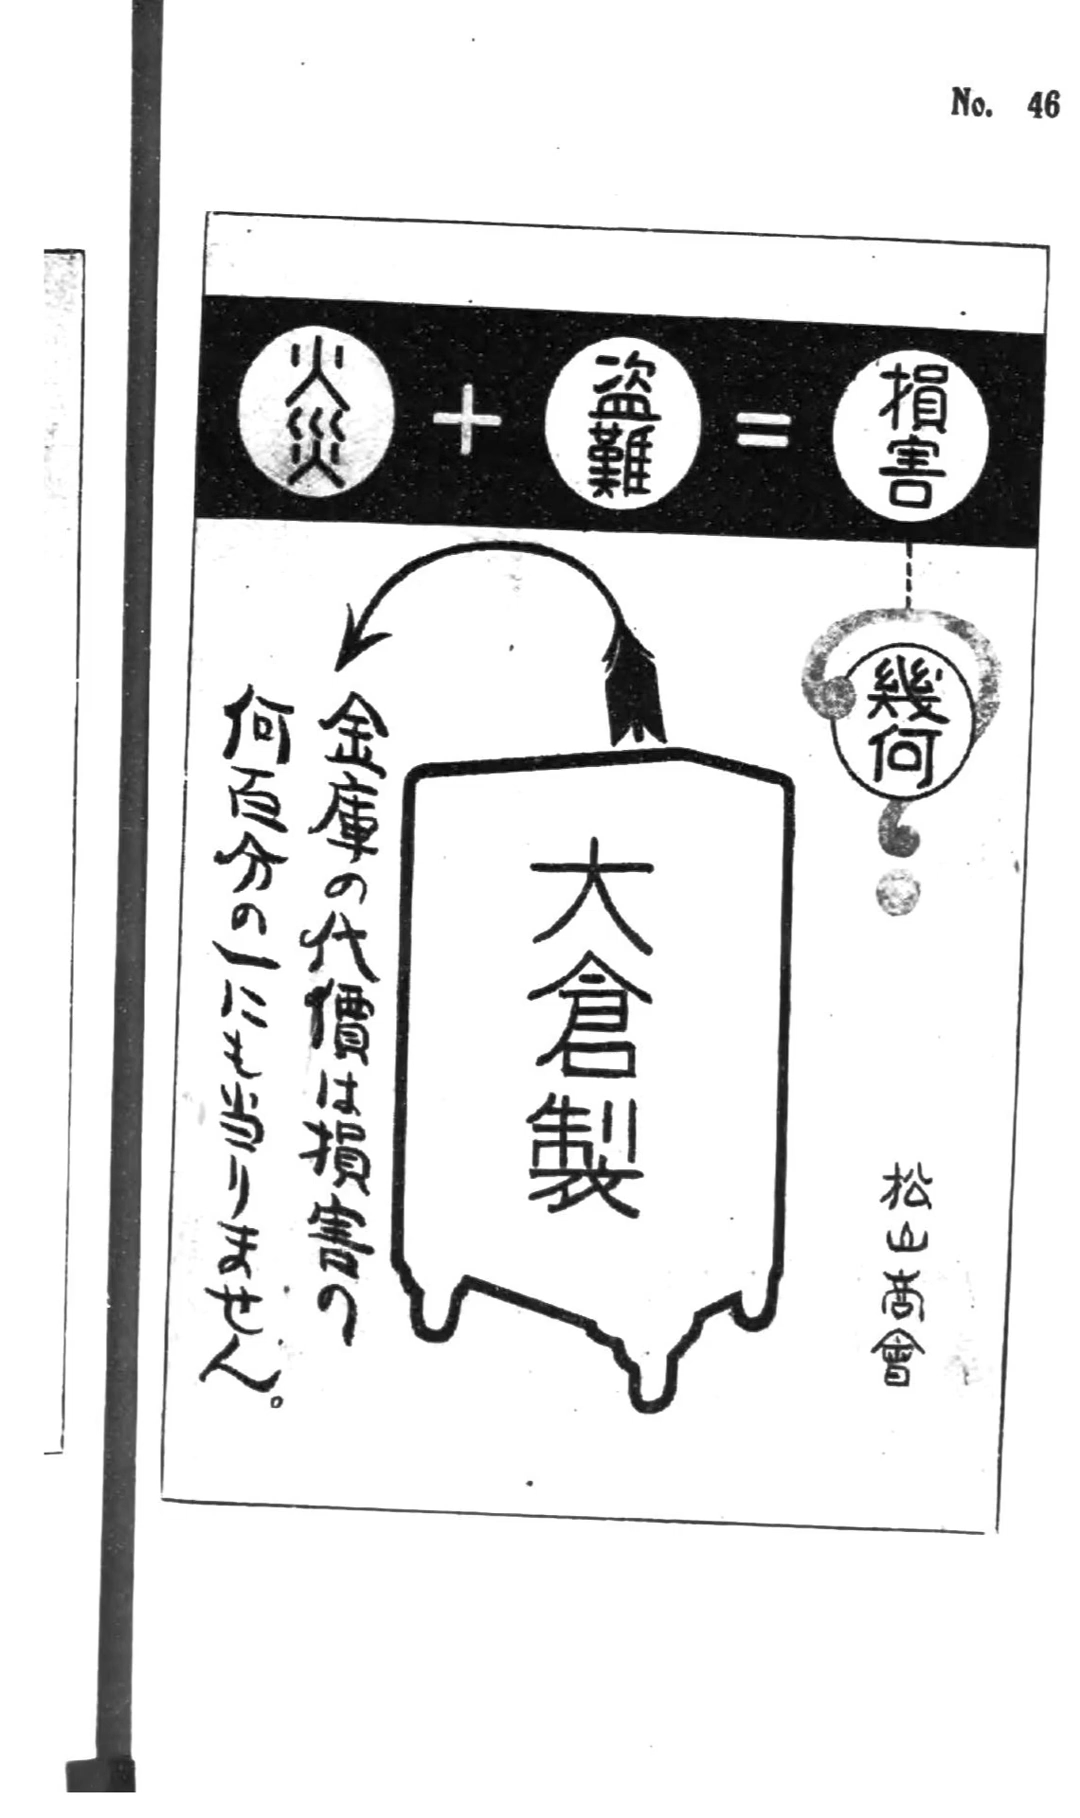 No. 46
火災 + 盗難 = 損害
幾何
大倉製
金庫の代價は損害の
何百分の一にも当りません。
松山商會